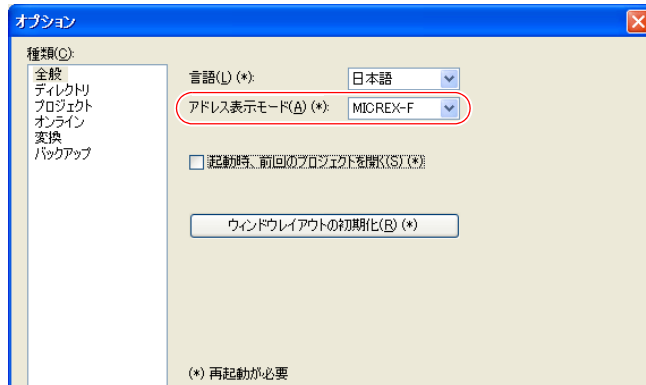 オプション
種類(C):
全般
ディレクトリ
プロジェクト
オンライン
変換
バックアップ
言語(L) (*): 日本語
アドレス表示モード(A) (*): MICREX-F
起動時、前回のプロジェクトを開く(S) (*)
ウィンドウレイアウトの初期化(R) (*)
(*) 再起動が必要